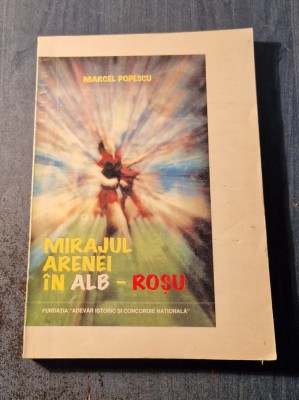 MARCEL POPESCU
MIRAJUL
ARENEI
ÎN ALB - ROȘU
FUNDAȚIA "ADEVĂR ISTORIC ȘI CONCORDIE NAȚIONALĂ"